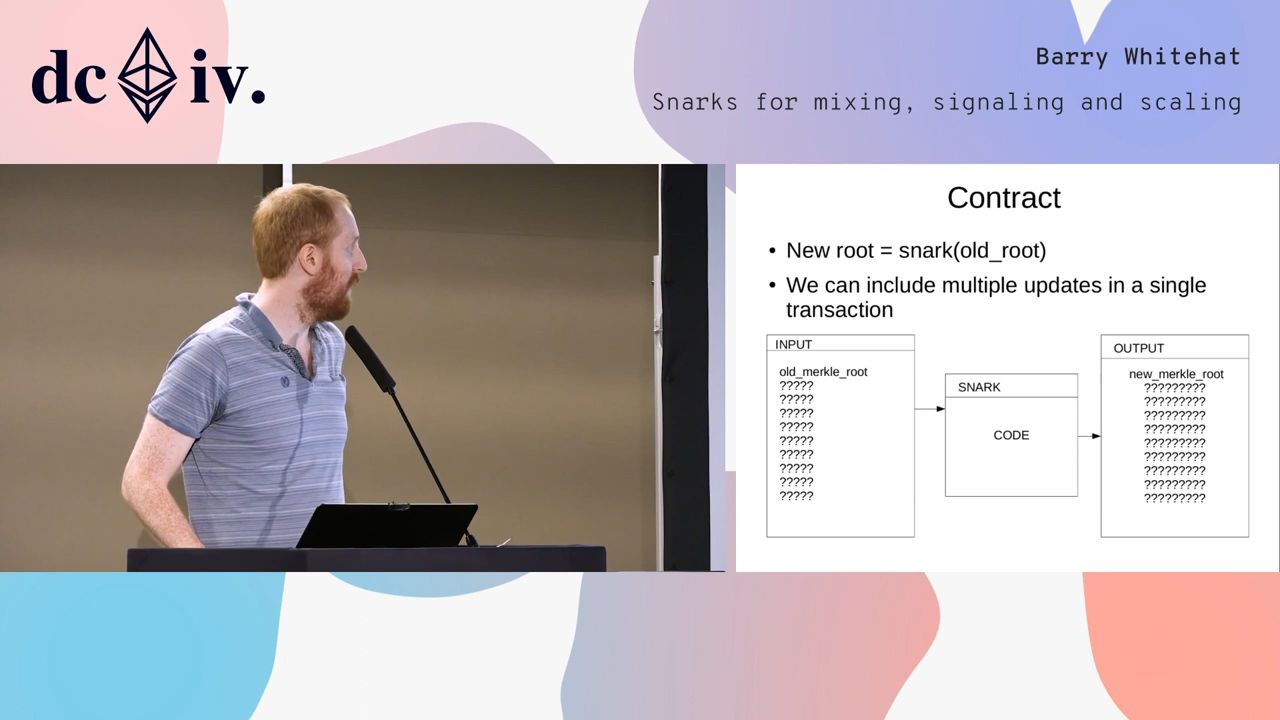 dc iv.
Barry Whitehat
Snarks for mixing, signaling and scaling
Contract
• New root = snark(old_root)
• We can include multiple updates in a single
transaction
INPUT
old_merkle_root
?????
?????
?????
?????
?????
?????
?????
?????
?????
SNARK
CODE
OUTPUT
new_merkle_root
?????????
?????????
?????????
?????????
?????????
?????????
?????????
?????????
?????????